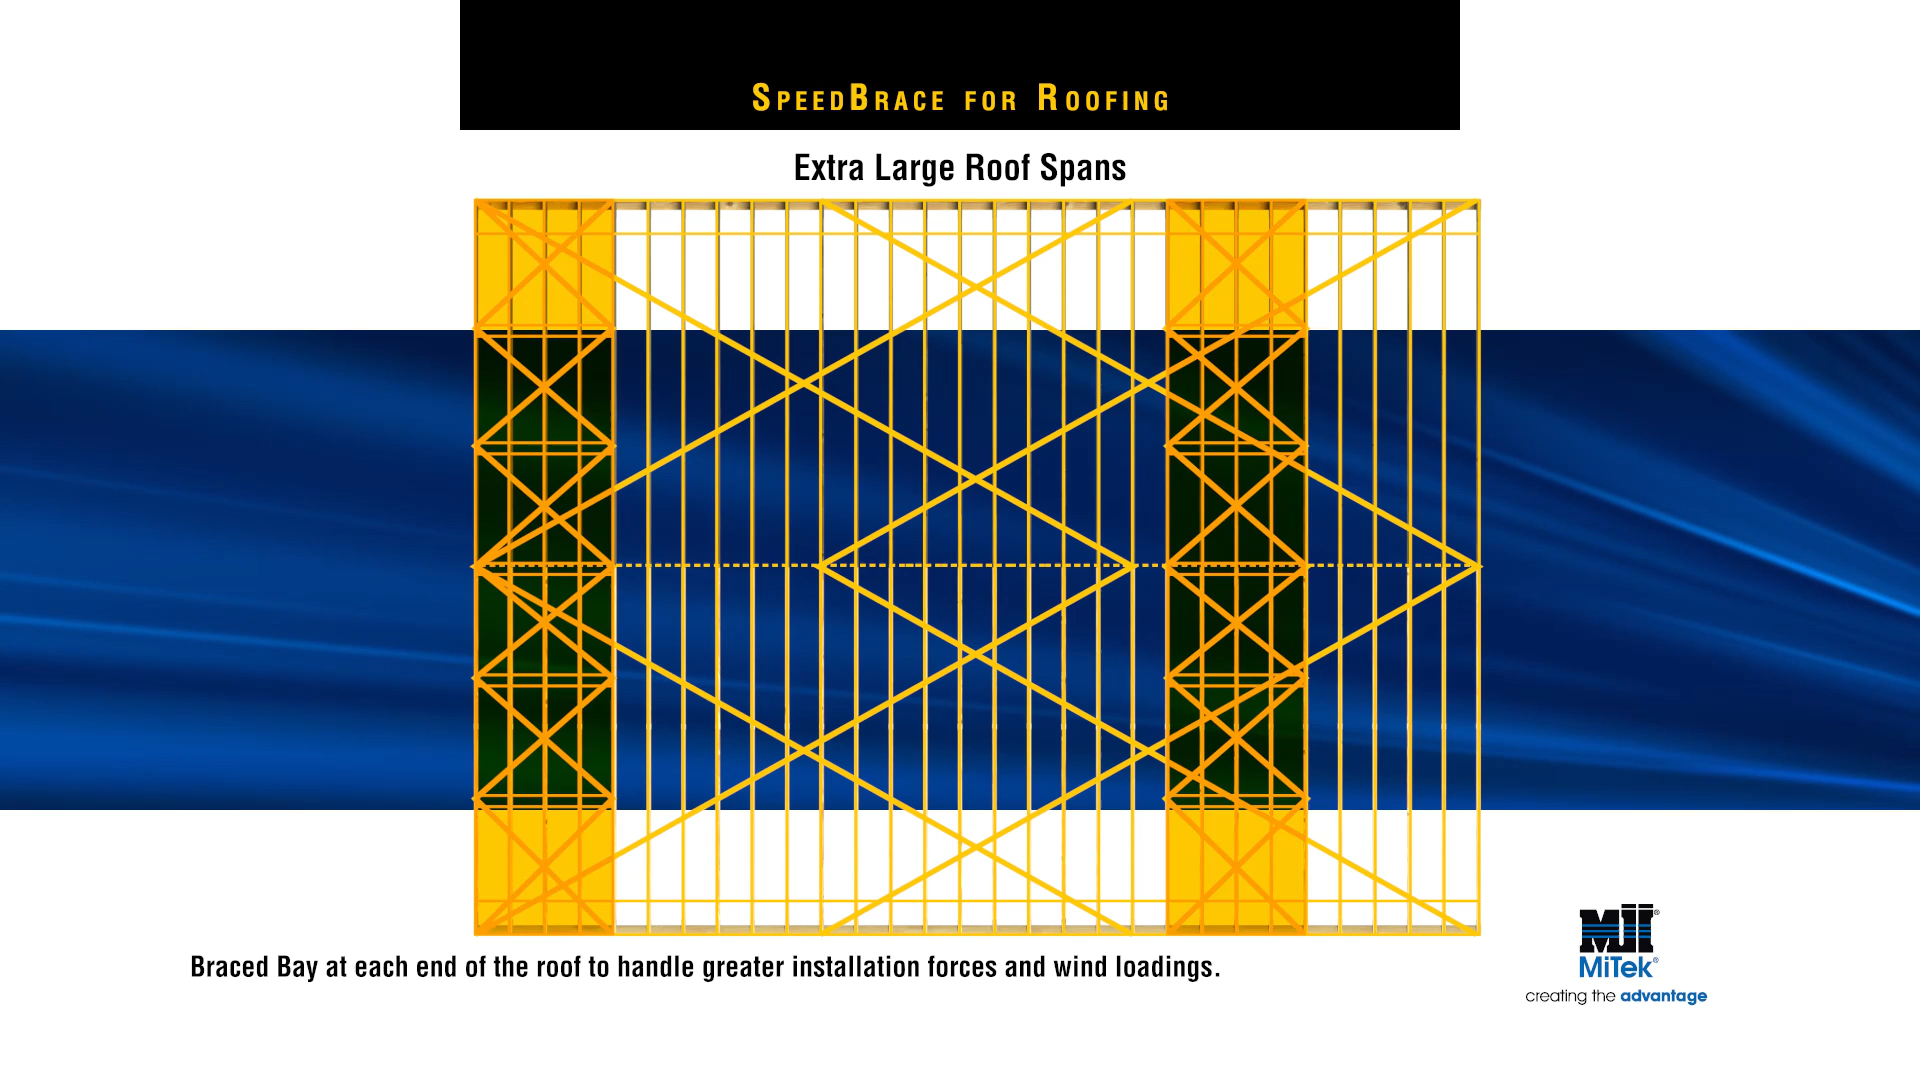 SPEEDBRACE FOR ROOFING
Extra Large Roof Spans
Braced Bay at each end of the roof to handle greater installation forces and wind loadings.
MiTek®
creating the advantage